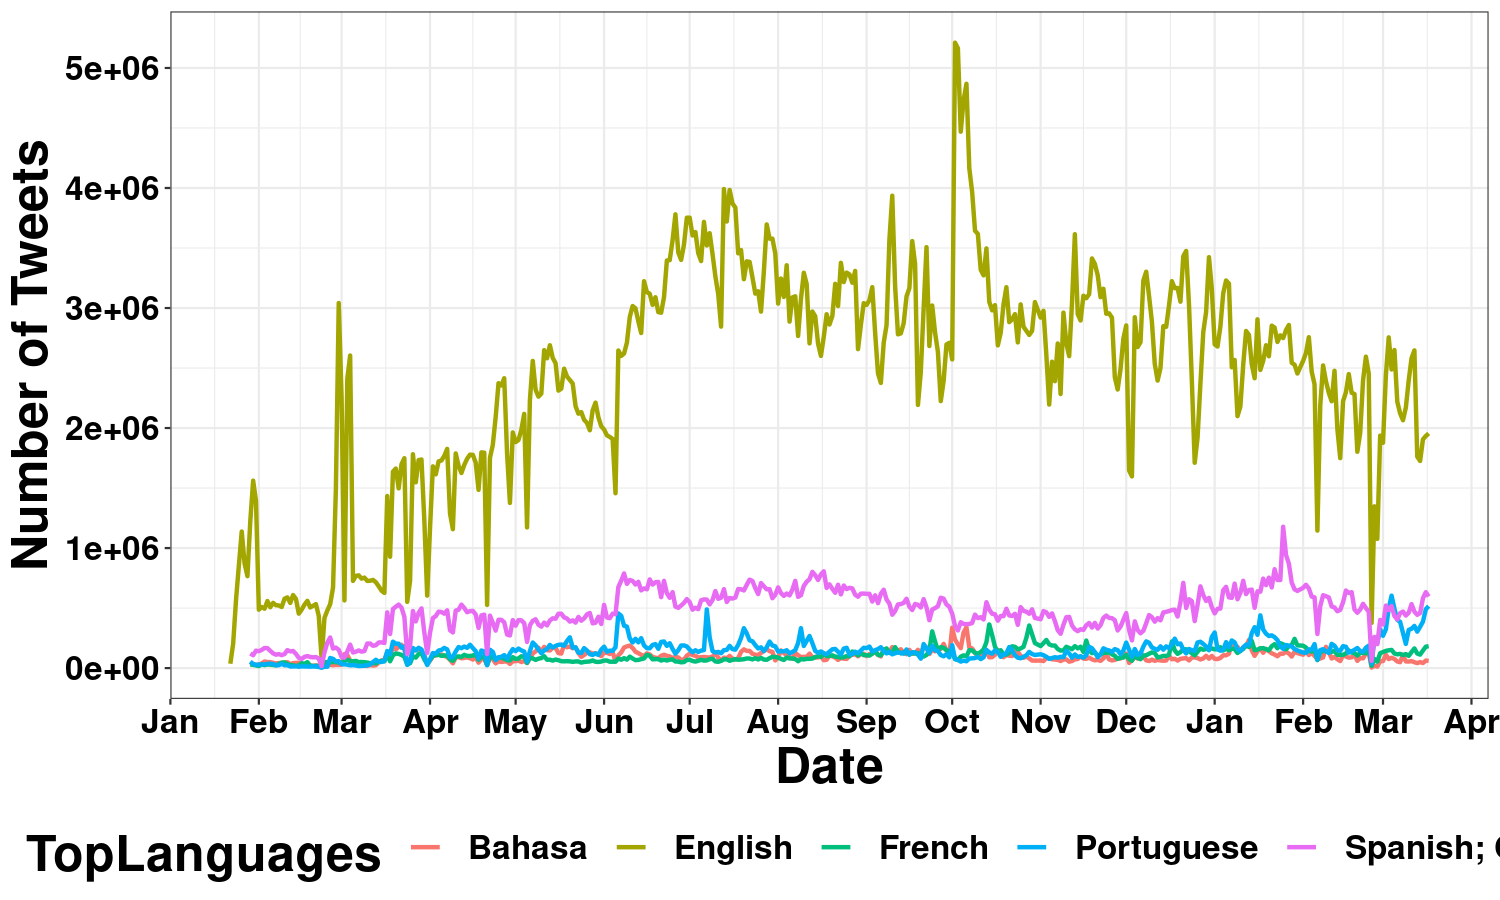 Number of Tweets
5e+06
4e+06
3e+06
2e+06
1e+06
0e+00
Jan Feb Mar Apr May Jun Jul Aug Sep Oct Nov Dec Jan Feb Mar Apr
Date
TopLanguages Bahasa English French Portuguese Spanish;